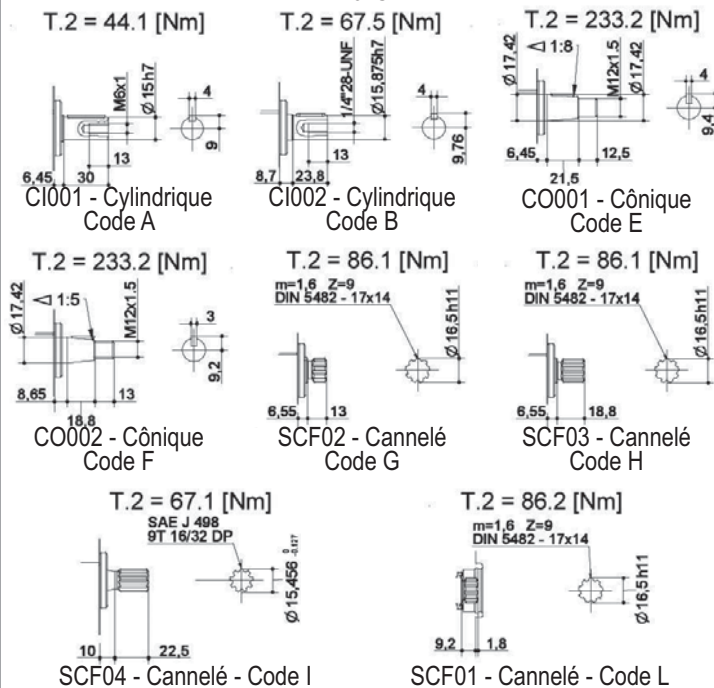 T.2 = 44.1 [Nm]
M6x1
Ø 15h7
4
9
13
6,45
30
CI001 - Cylindrique
Code A
T.2 = 67.5 [Nm]
1/4"28-UNF
Ø15,875h7
4
9,76
13
8,7
23,8
CI002 - Cylindrique
Code B
T.2 = 233.2 [Nm]
Ø 17.42
1:8
M12x1.5
Ø 17,42
4
9,4
6,45
12,5
21,5
CO001 - Cônique
Code E
T.2 = 233.2 [Nm]
Ø 17.42
1:5
M12x1.5
3
9,2
8,65
13
18,8
CO002 - Cônique
Code F
T.2 = 86.1 [Nm]
m=1,6 Z=9
DIN 5482 - 17x14
Ø 16,5h11
6,55
13
SCF02 - Cannelé
Code G
T.2 = 86.1 [Nm]
m=1,6 Z=9
DIN 5482 - 17x14
Ø 16,5h11
6,55
18,8
SCF03 - Cannelé
Code H
T.2 = 67.1 [Nm]
SAE J 498
9T 16/32 DP
Ø 15,456 0 -0.127
10
22,5
SCF04 - Cannelé - Code I
T.2 = 86.2 [Nm]
m=1,6 Z=9
DIN 5482 - 17x14
Ø 16,5h11
9,2
1,8
SCF01 - Cannelé - Code L